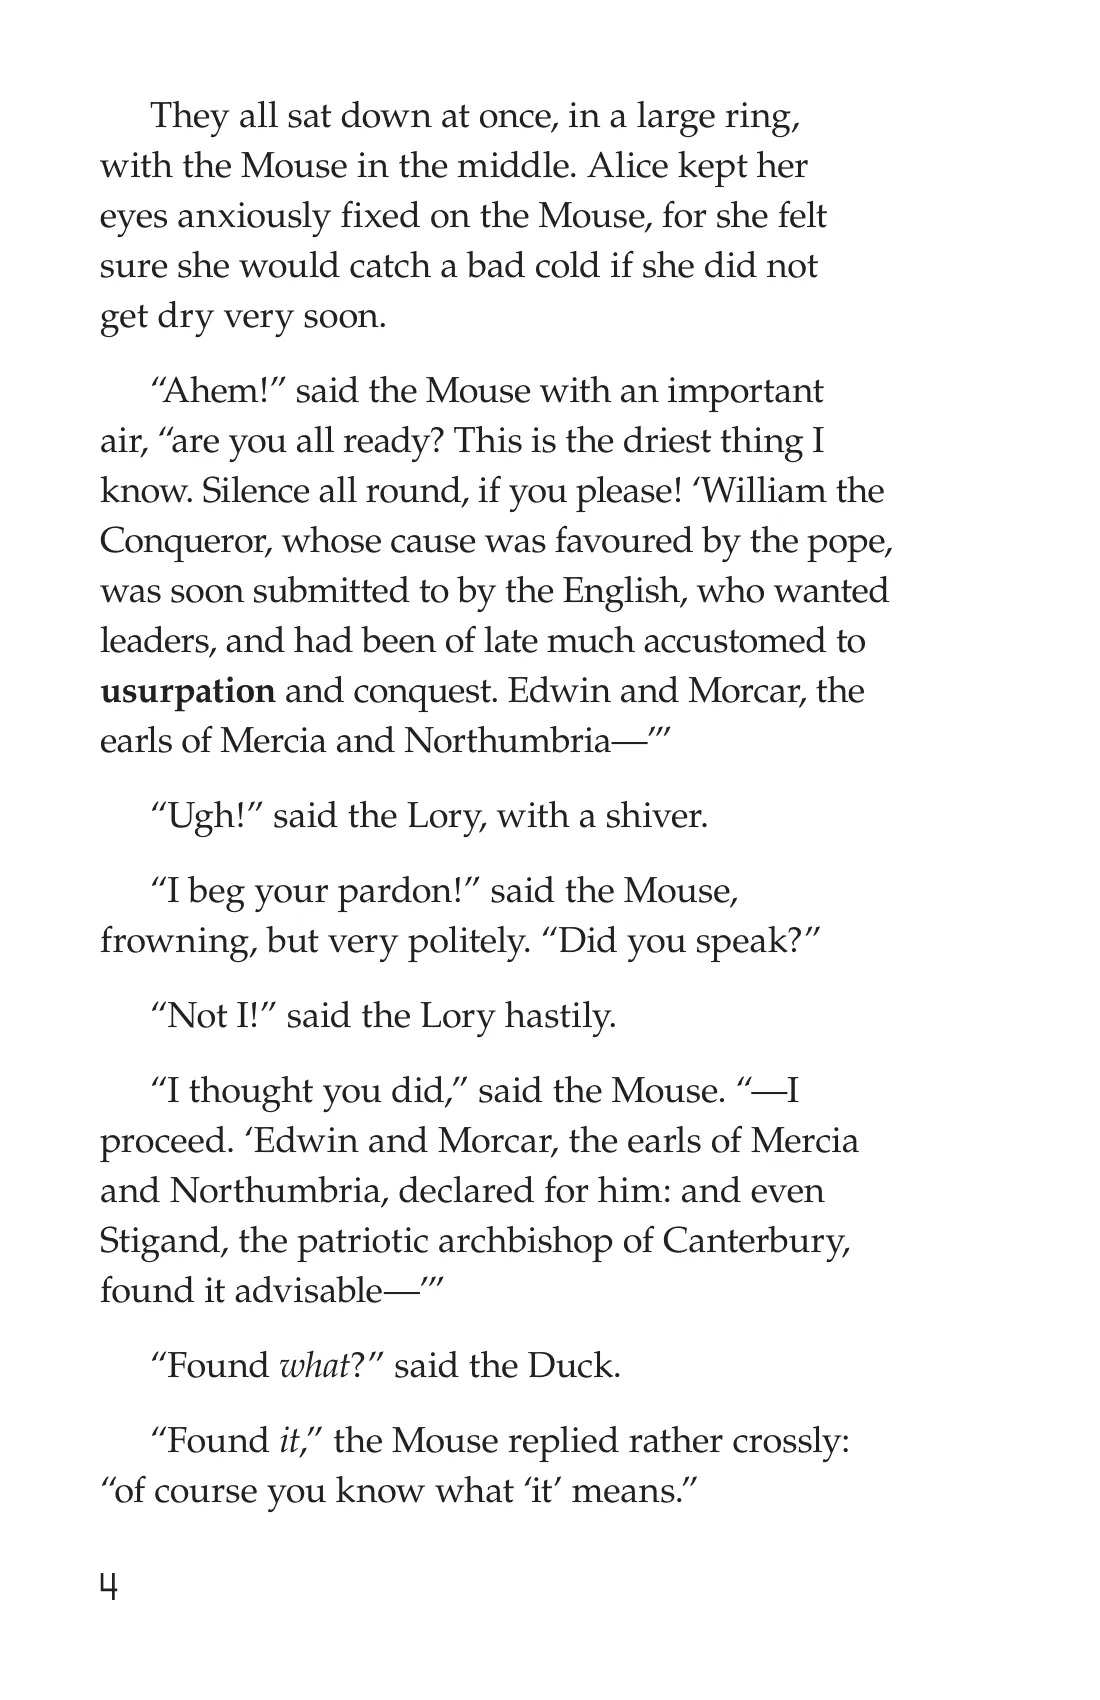 They all sat down at once, in a large ring,
with the Mouse in the middle. Alice kept her
eyes anxiously fixed on the Mouse, for she felt
sure she would catch a bad cold if she did not
get dry very soon.
“Ahem!” said the Mouse with an important
air, “are you all ready? This is the driest thing I
know. Silence all round, if you please! ‘William the
Conqueror, whose cause was favoured by the pope,
was soon submitted to by the English, who wanted
leaders, and had been of late much accustomed to
usurpation and conquest. Edwin and Morcar, the
earls of Mercia and Northumbria—’”
“Ugh!” said the Lory, with a shiver.
“I beg your pardon!” said the Mouse,
frowning, but very politely. “Did you speak?”
“Not I!” said the Lory hastily.
“I thought you did,” said the Mouse. “—I
proceed. ‘Edwin and Morcar, the earls of Mercia
and Northumbria, declared for him: and even
Stigand, the patriotic archbishop of Canterbury,
found it advisable—’”
“Found what?” said the Duck.
“Found it,” the Mouse replied rather crossly:
“of course you know what ‘it’ means.”
4